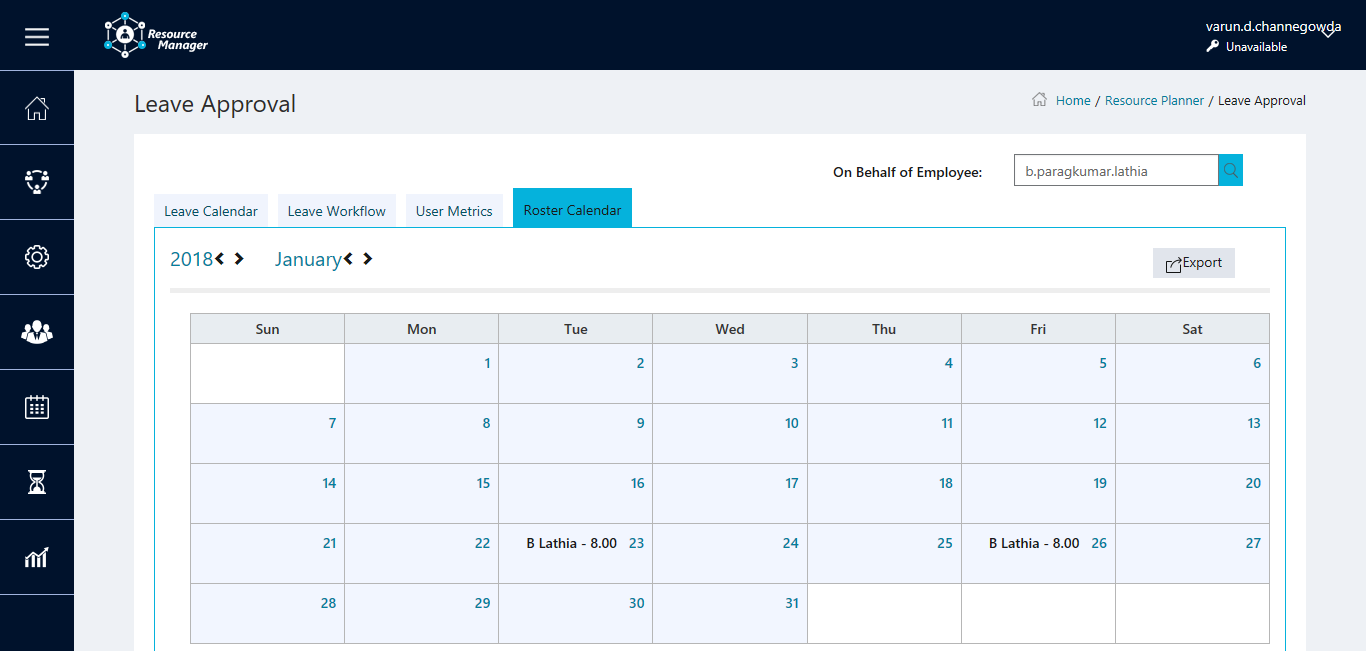 Resource
Manager
varun.d.channegowda
Unavailable
Leave Approval
Home / Resource Planner / Leave Approval
On Behalf of Employee: b.paragkumar.lathia
Leave Calendar Leave Workflow User Metrics Roster Calendar
2018 January
Export
Sun Mon Tue Wed Thu Fri Sat
1 2 3 4 5 6
7 8 9 10 11 12 13
14 15 16 17 18 19 20
21 22 B Lathia - 8.00 23 24 25 B Lathia - 8.00 26 27
28 29 30 31